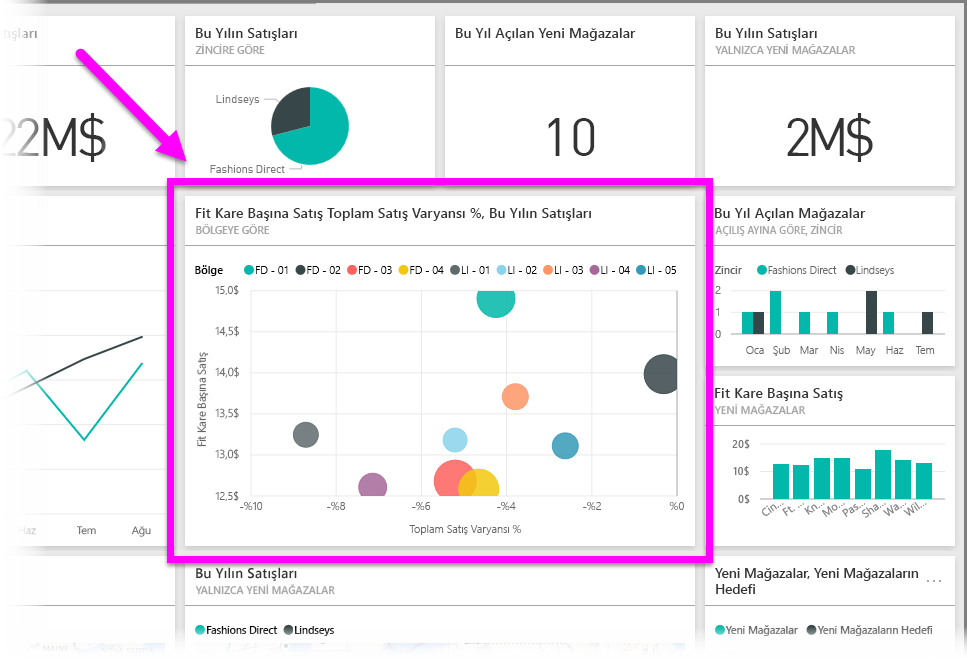 Bu Yılın Satışları
ZİNCİRE GÖRE
Lindseys
Fashions Direct
Bu Yıl Açılan Yeni Mağazalar
10
Bu Yılın Satışları
YALNIZCA YENİ MAĞAZALAR
2M$
22M$
Fit Kare Başına Satış Toplam Satış Varyansı %, Bu Yılın Satışları
BÖLGEYE GÖRE
Bölge FD - 01 FD - 02 FD - 03 FD - 04 LI - 01 LI - 02 LI - 03 LI - 04 LI - 05
15,0$
14,5$
14,0$
13,5$
13,0$
12,5$
Fit Kare Başına Satış
-%10 -%8 -%6 -%4 -%2 %0
Toplam Satış Varyansı %
Bu Yıl Açılan Mağazalar
AÇILIŞ AYINA GÖRE, ZİNCİR
Zincir Fashions Direct Lindseys
2
1
0
Oca Şub Mar Nis May Haz Tem
Fit Kare Başına Satış
YENİ MAĞAZALAR
20$
10$
0$
Cin... Ft. ... Kn... Mo... Pas... Sha... Wa... Wil...
Haz Tem Ağu
Bu Yılın Satışları
YALNIZCA YENİ MAĞAZALAR
Fashions Direct Lindseys
Yeni Mağazalar, Yeni Mağazaların
Hedefi
...
Yeni Mağazalar Yeni Mağazaların Hedefi